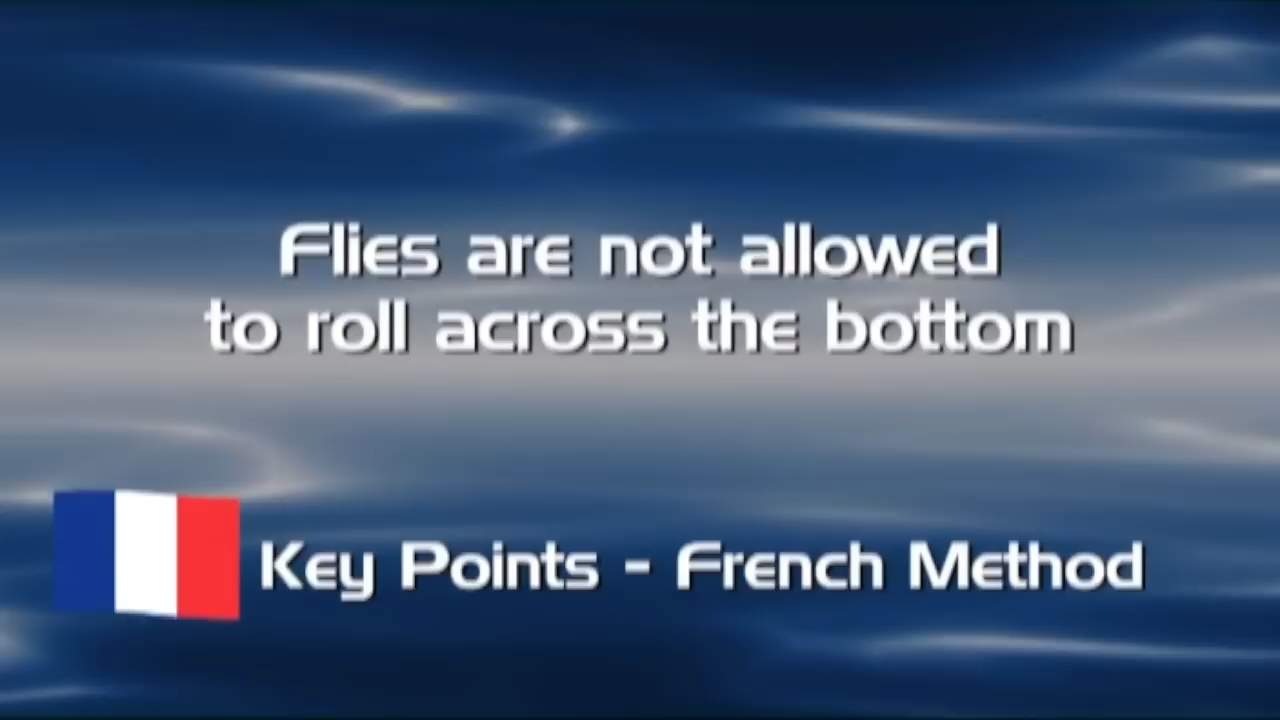 Flies are not allowed
to roll across the bottom
Key Points - French Method